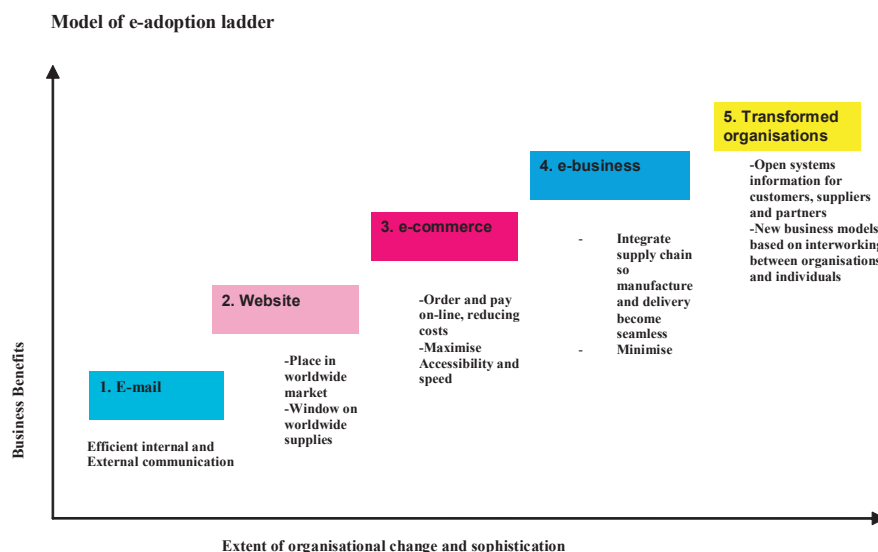 Model of e-adoption ladder
5. Transformed
organisations
-Open systems
information for
customers, suppliers
and partners
-New business models
based on interworking
between organisations
and individuals
4. e-business
- Integrate
supply chain
so
manufacture
and delivery
become
seamless
- Minimise
3. e-commerce
-Order and pay
on-line, reducing
costs
-Maximise
Accessibility and
speed
2. Website
-Place in
worldwide
market
-Window on
worldwide
supplies
1. E-mail
Efficient internal and
External communication
Business Benefits
Extent of organisational change and sophistication